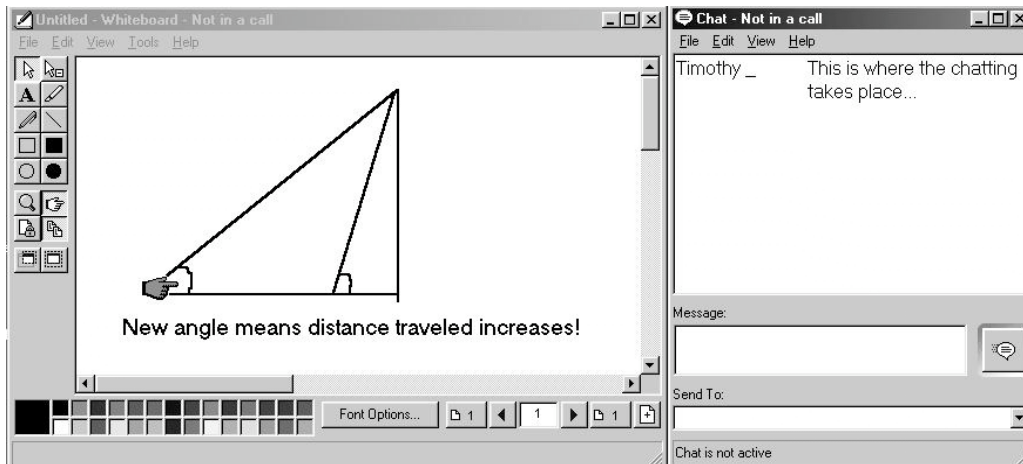 Untitled - Whiteboard - Not in a call
File Edit View Tools Help
A
New angle means distance traveled increases!
Font Options...
1
1
1
Chat - Not in a call
File Edit View Help
Timothy _ This is where the chatting
takes place...
Message:
Send To:
Chat is not active